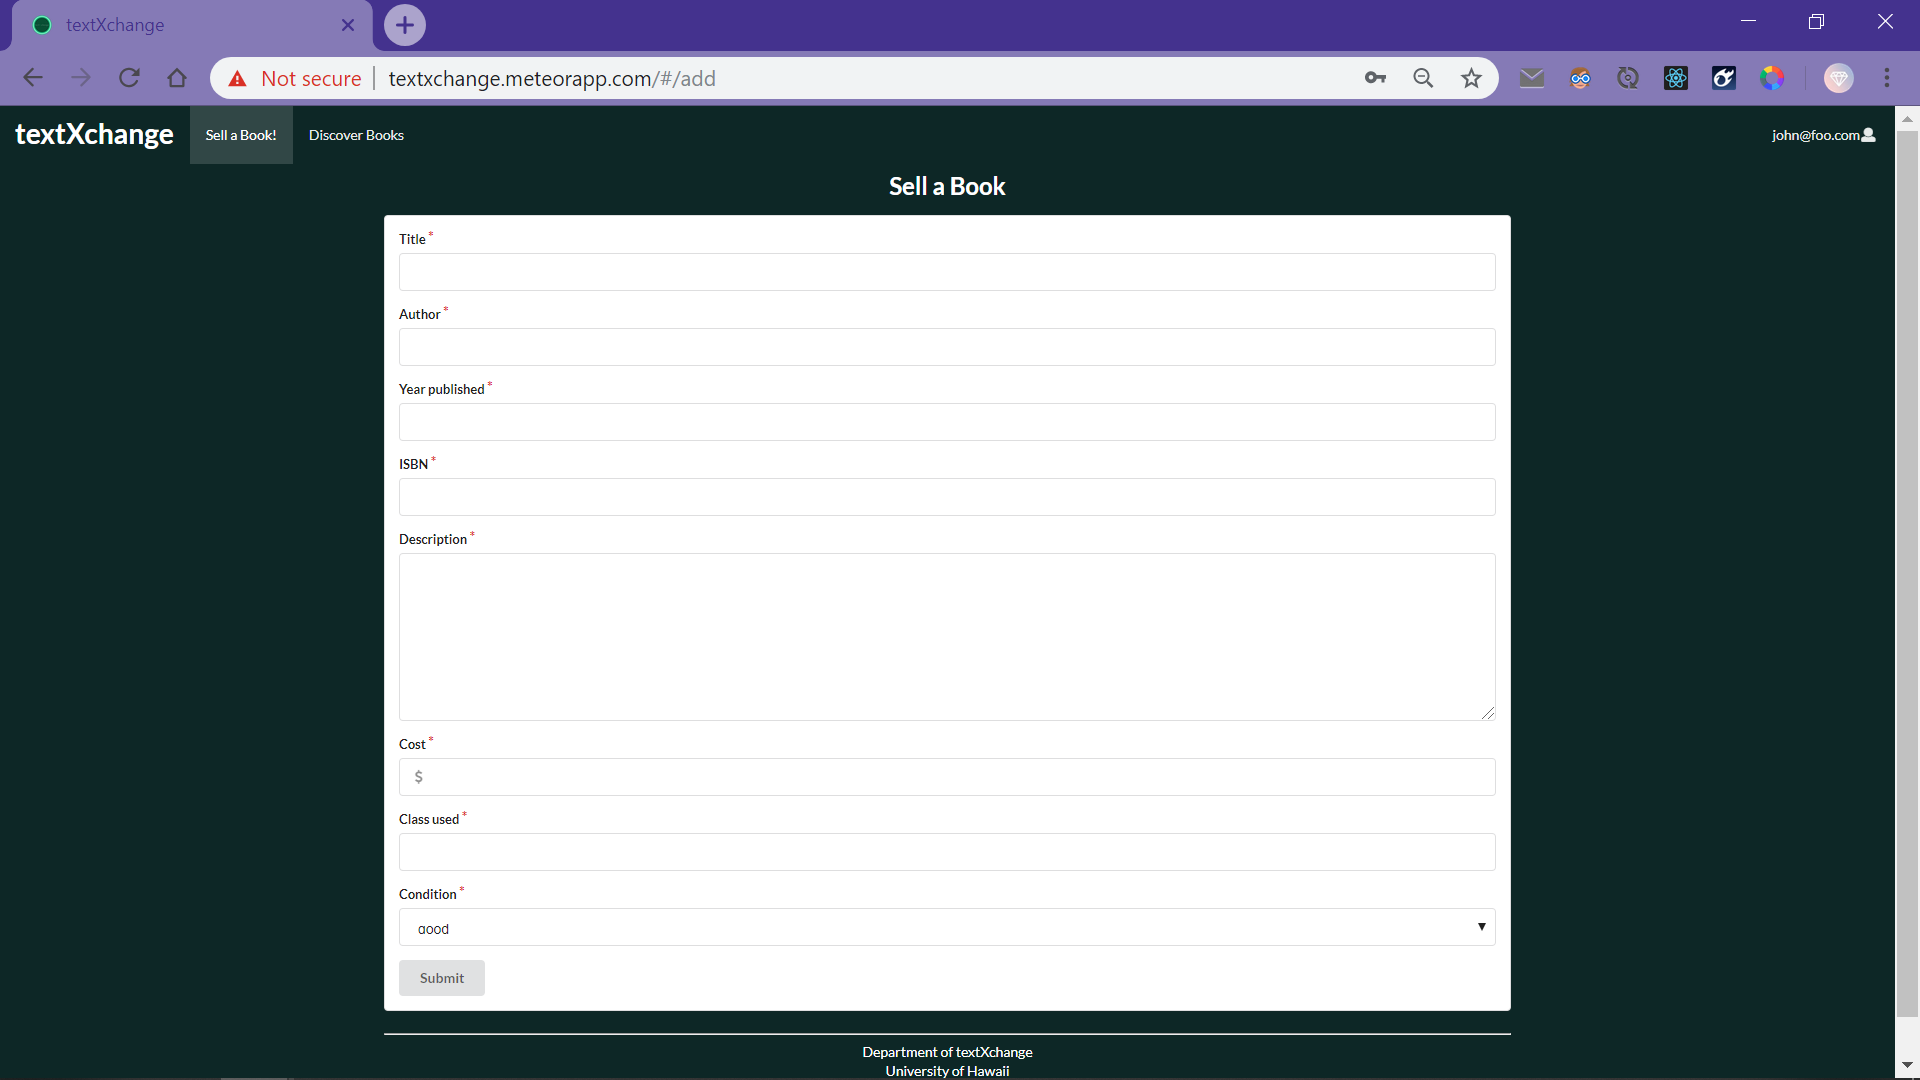 textXchange
Not secure textxchange.meteorapp.com/#/add
textXchange Sell a Book! Discover Books john@foo.com
Sell a Book
Title *
Author *
Year published *
ISBN *
Description *
Cost *
$
Class used *
Condition *
good
Submit
Department of textXchange
University of Hawaii